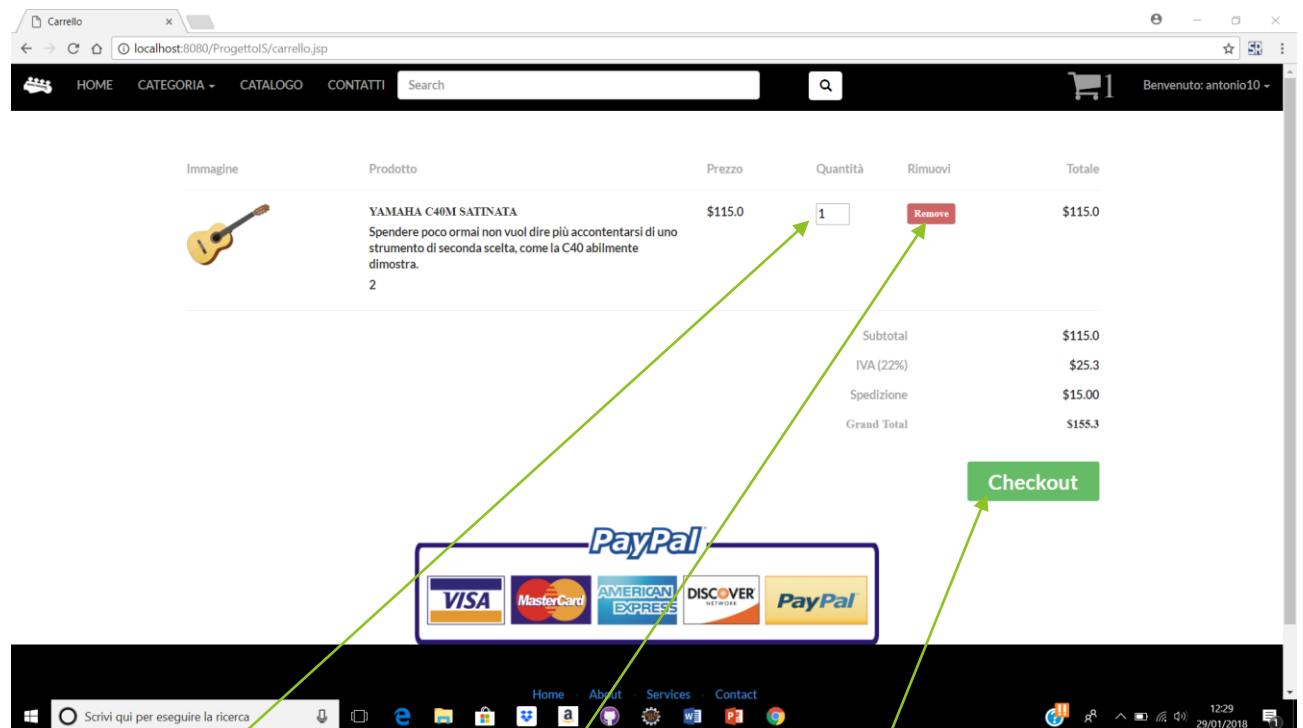 Carrello
localhost:8080/ProgettoIS/carrello.jsp
HOME CATEGORIA CATALOGO CONTATTI Search 1 Benvenuto: antonio10
Immagine Prodotto Prezzo Quantità Rimuovi Totale
YAMAHA C40M SATINATA $115.0 1 Remove $115.0
Spendere poco ormai non vuol dire più accontentarsi di uno
strumento di seconda scelta, come la C40 abilmente
dimostra.
2
Subtotal $115.0
IVA (22%) $25.3
Spedizione $15.00
Grand Total $155.3
Checkout
PayPal
VISA MasterCard AMERICAN EXPRESS DISCOVER NETWORK PayPal
Home · About · Services · Contact
Scrivi qui per eseguire la ricerca
12:29
29/01/2018